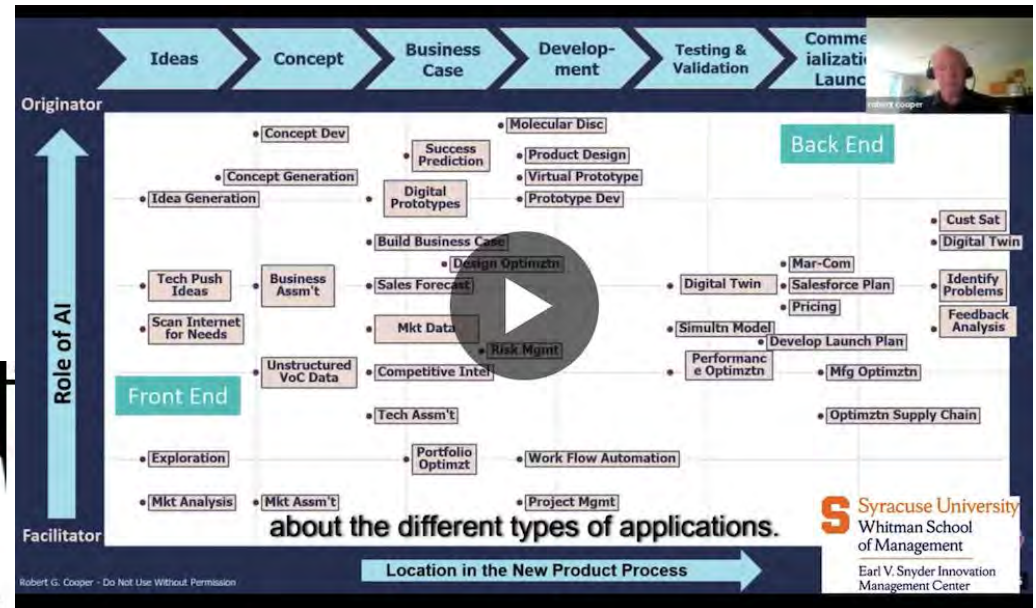 Ideas
Concept
Business
Case
Develop-
ment
Testing &
Validation
Comme
ializati
Launc
robert cooper
Originator
Role of AI
Facilitator
Front End
Back End
Concept Dev
Molecular Disc
Success
Prediction
Product Design
Concept Generation
Virtual Prototype
Idea Generation
Digital
Prototypes
Prototype Dev
Cust Sat
Build Business Case
Digital Twin
Design Optimztn
Mar-Com
Tech Push
Ideas
Business
Assm't
Sales Forecast
Digital Twin
Salesforce Plan
Identify
Problems
Pricing
Scan Internet
for Needs
Mkt Data
Simultn Model
Feedback
Analysis
Develop Launch Plan
Risk Mgmt
Unstructured
VoC Data
Competitive Intel
Performanc
e Optimztn
Mfg Optimztn
Tech Assm't
Optimztn Supply Chain
Exploration
Portfolio
Optimzt
Work Flow Automation
Mkt Analysis
Mkt Assm't
Project Mgmt
about the different types of applications.
Location in the New Product Process
Robert G. Cooper - Do Not Use Without Permission
S
Syracuse University
Whitman School
of Management
Earl V. Snyder Innovation
Management Center